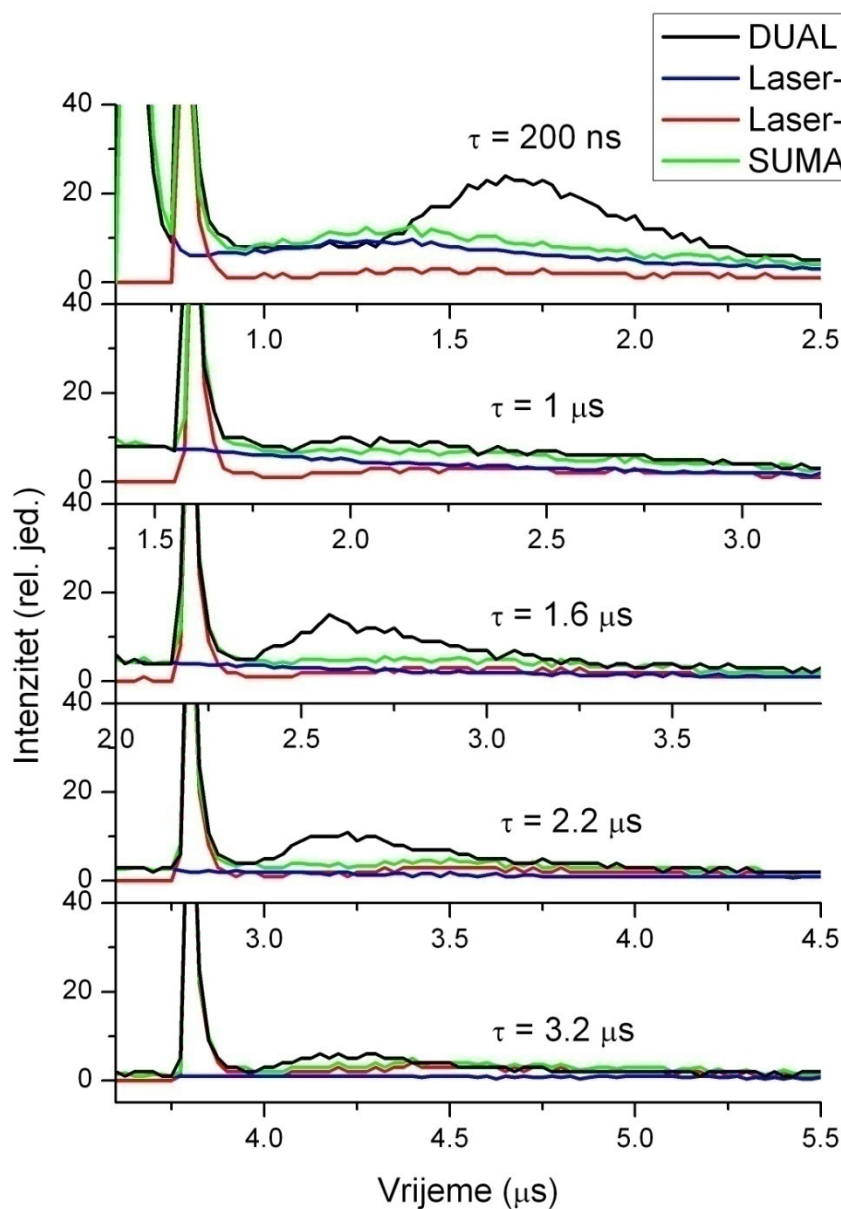 DUAL
Laser-
Laser-
SUMA
Intenzitet (rel. jed.)
40
20
0
τ = 200 ns
1.0 1.5 2.0 2.5
40
20
0
τ = 1 μs
1.5 2.0 2.5 3.0
40
20
0
τ = 1.6 μs
2.0 2.5 3.0 3.5
40
20
0
τ = 2.2 μs
3.0 3.5 4.0 4.5
40
20
0
τ = 3.2 μs
4.0 4.5 5.0 5.5
Vrijeme (μs)